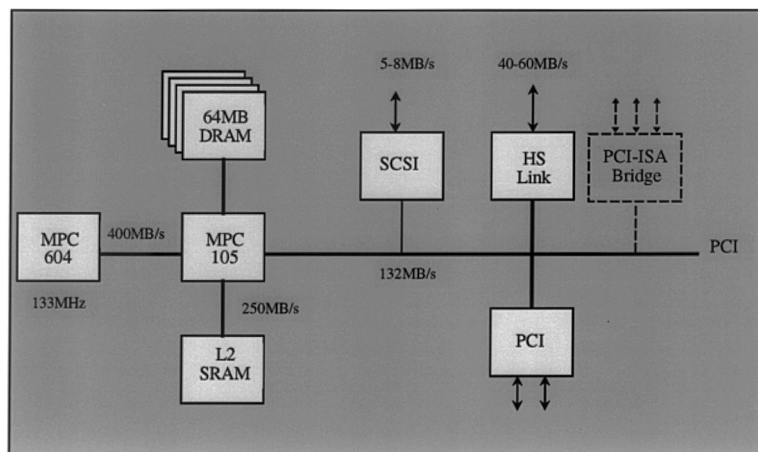 5-8MB/s
40-60MB/s
64MB
DRAM
SCSI
HS
Link
PCI-ISA
Bridge
MPC
604
400MB/s
MPC
105
PCI
132MB/s
133MHz
250MB/s
L2
SRAM
PCI